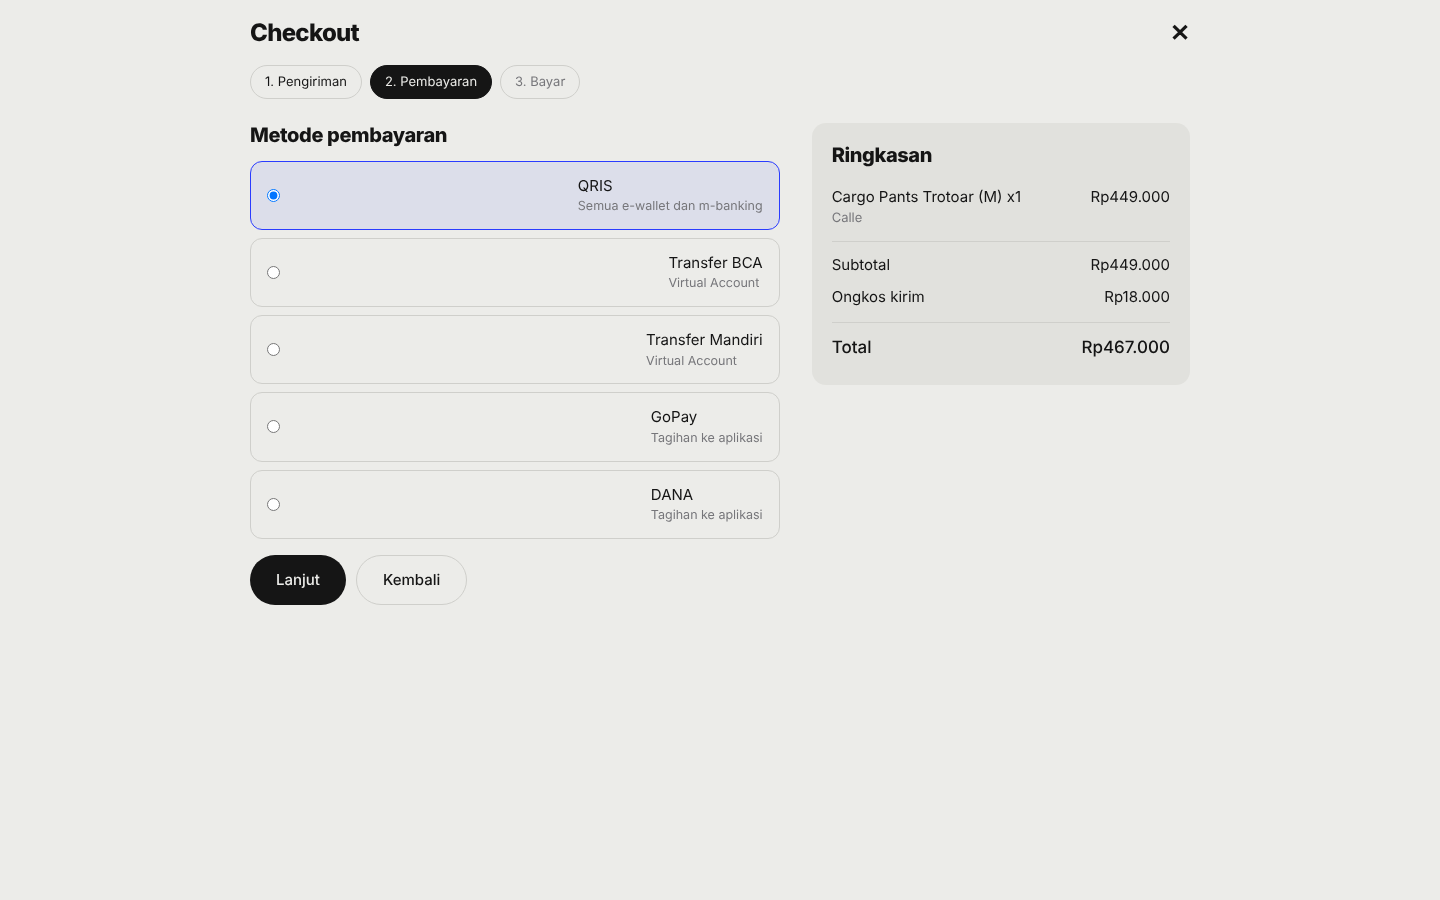 Checkout
✕
1. Pengiriman
2. Pembayaran
3. Bayar
Metode pembayaran
QRIS
Semua e-wallet dan m-banking
Transfer BCA
Virtual Account
Transfer Mandiri
Virtual Account
GoPay
Tagihan ke aplikasi
DANA
Tagihan ke aplikasi
Lanjut
Kembali
Ringkasan
Cargo Pants Trotoar (M) x1 Rp449.000
Calle
Subtotal Rp449.000
Ongkos kirim Rp18.000
Total Rp467.000